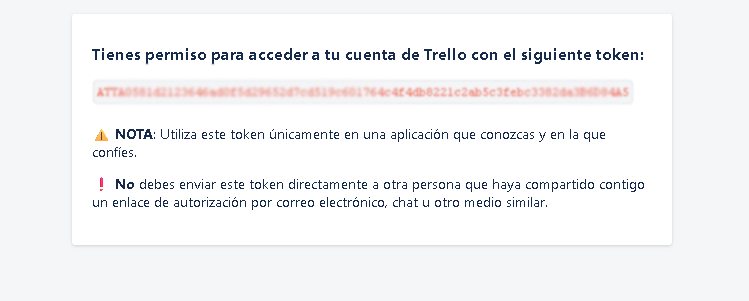 Tienes permiso para acceder a tu cuenta de Trello con el siguiente token:
⚠️ NOTA: Utiliza este token únicamente en una aplicación que conozcas y en la que
confíes.
❗ No debes enviar este token directamente a otra persona que haya compartido contigo
un enlace de autorización por correo electrónico, chat u otro medio similar.